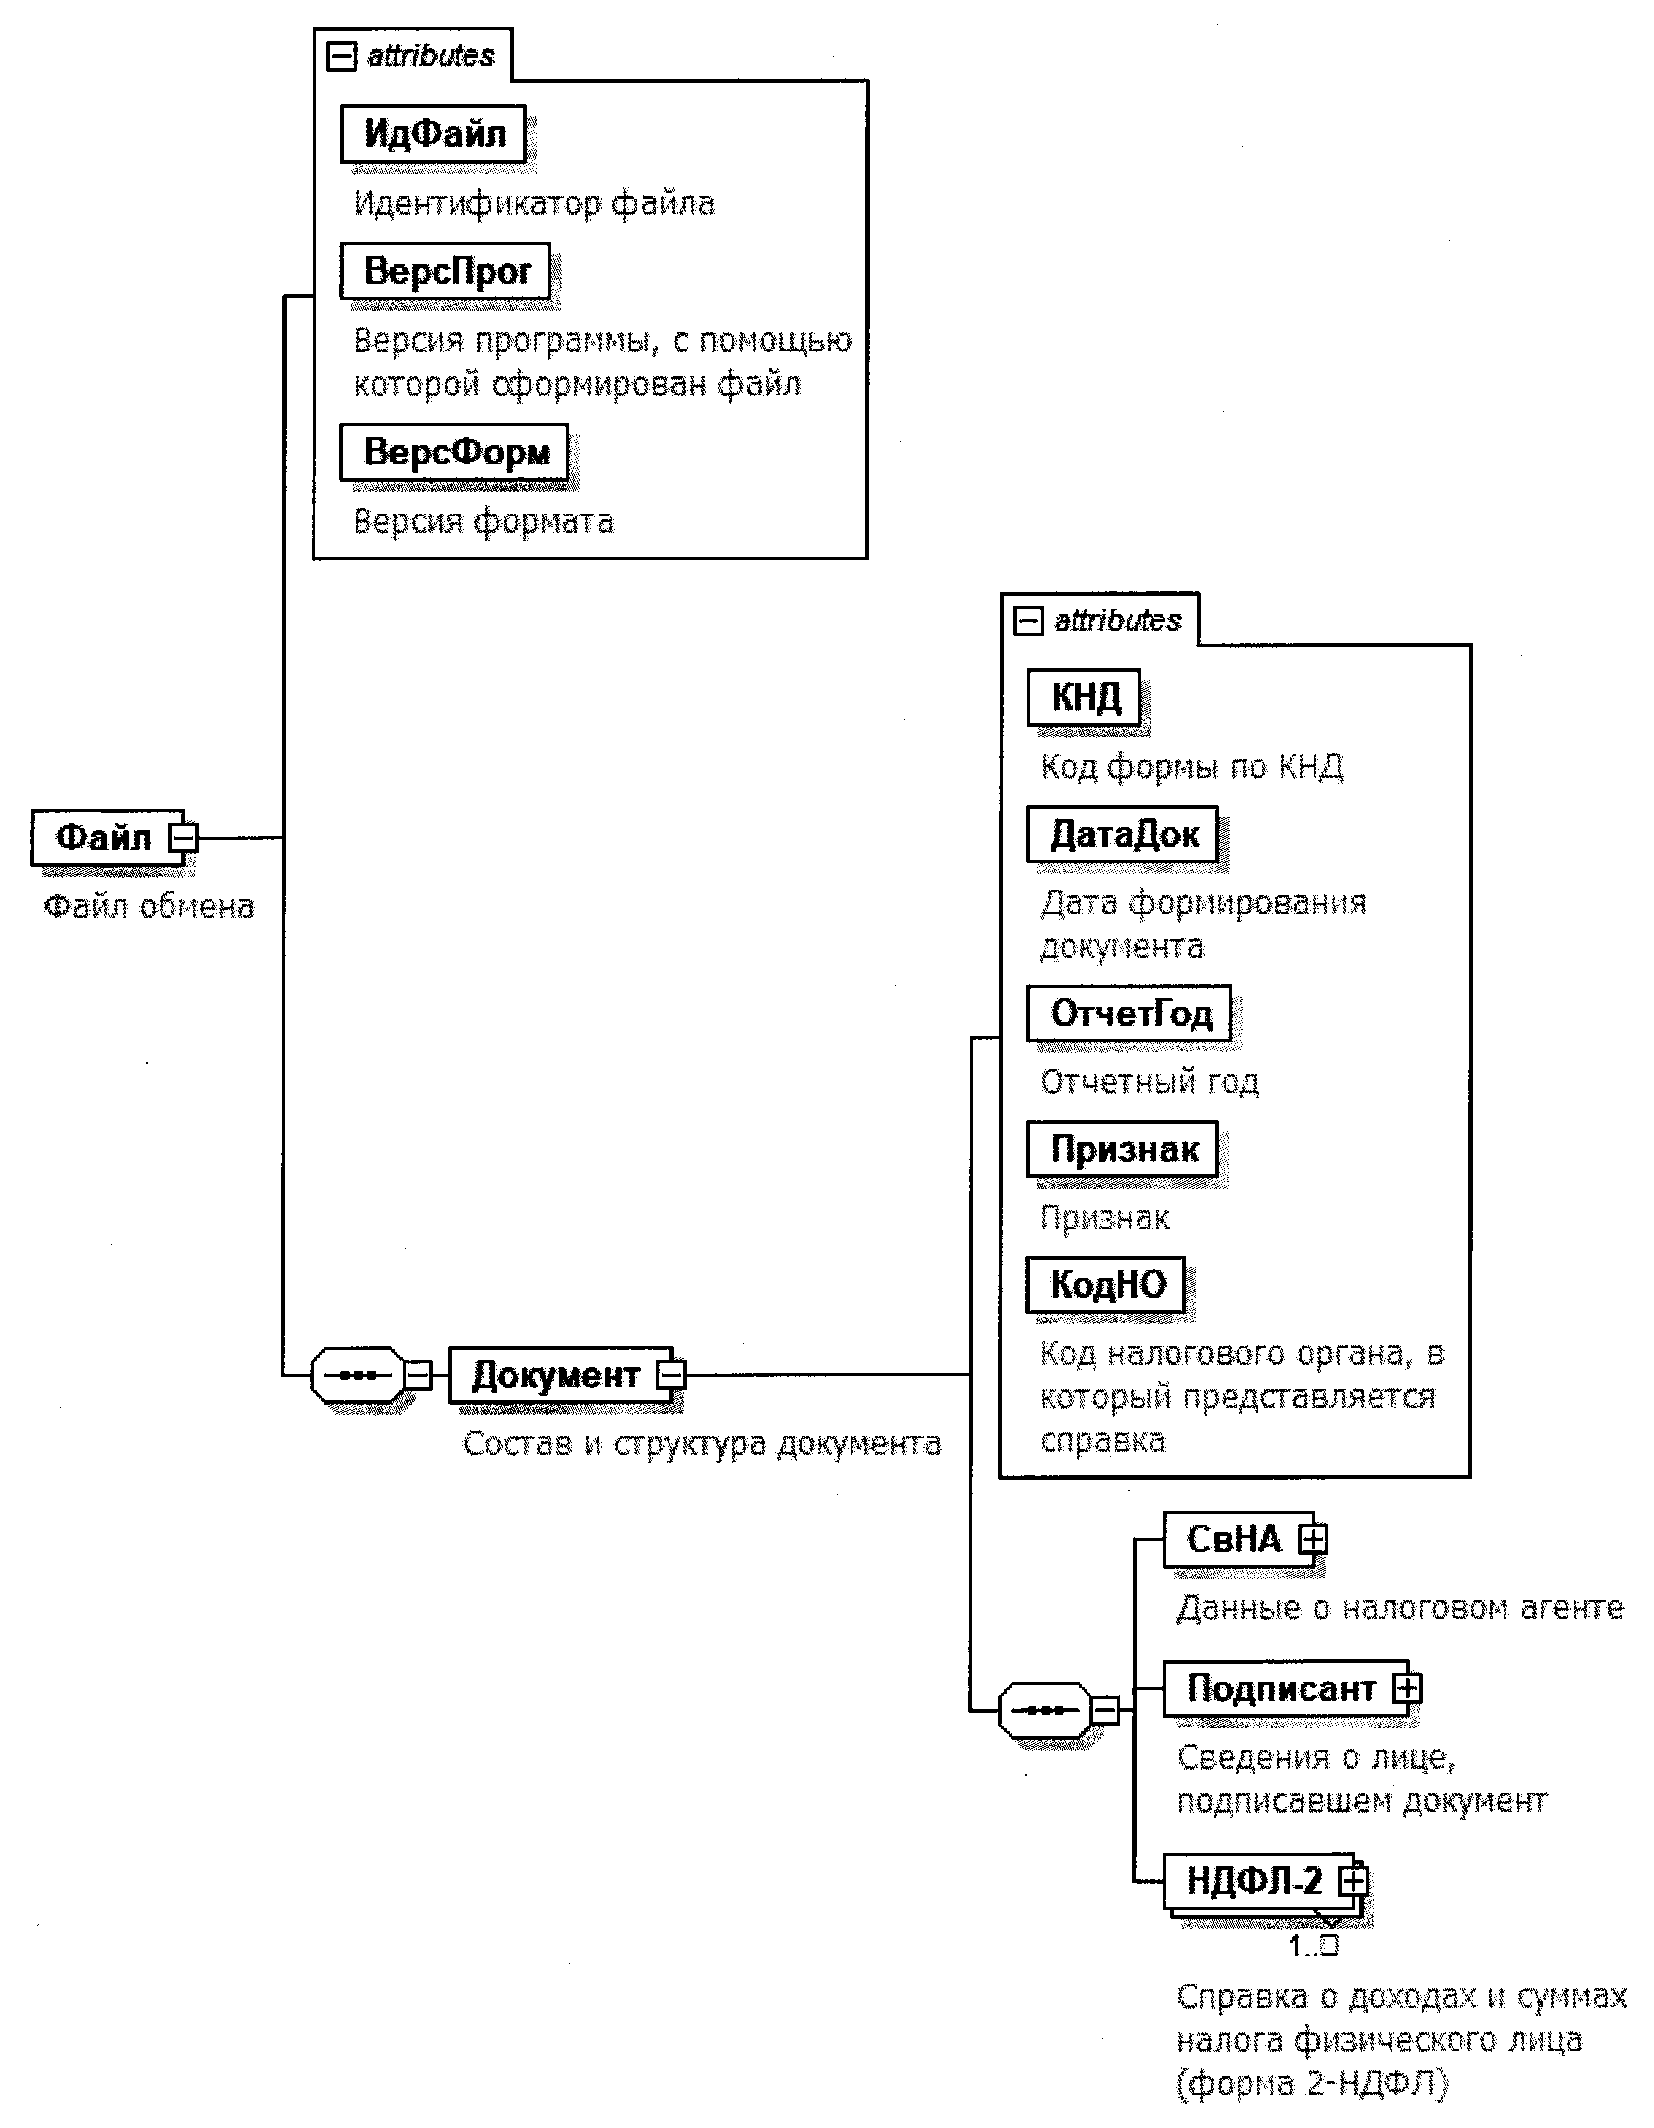 attributes
ИдФайл
Идентификатор файла
ВерсПрог
Версия программы, с помощью
которой сформирован файл
ВерсФорм
Версия формата
Файл
Файл обмена
Документ
Состав и структура документа
attributes
КНД
Код формы по КНД
ДатаДок
Дата формирования
документа
ОтчетГод
Отчетный год
Признак
Признак
КодНО
Код налогового органа, в
который представляется
справка
СвНА
Данные о налоговом агенте
Подписант
Сведения о лице,
подписавшем документ
НДФЛ-2
1..□
Справка о доходах и суммах
налога физического лица
(форма 2-НДФЛ)